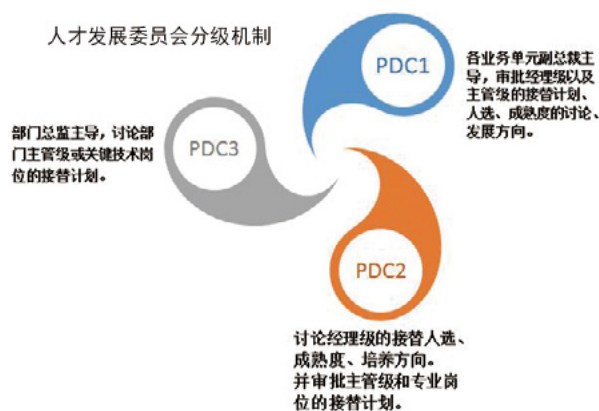 人才发展委员会分级机制
PDC1
各业务单元副总裁主
导，审批经理级以及
主管级的接替计划、
人选、成熟度的讨论、
发展方向。
PDC3
部门总监主导，讨论部
门主管级或关键技术岗
位的接替计划。
PDC2
讨论经理级的接替人选、
成熟度、培养方向。
并审批主管级和专业岗
位的接替计划。